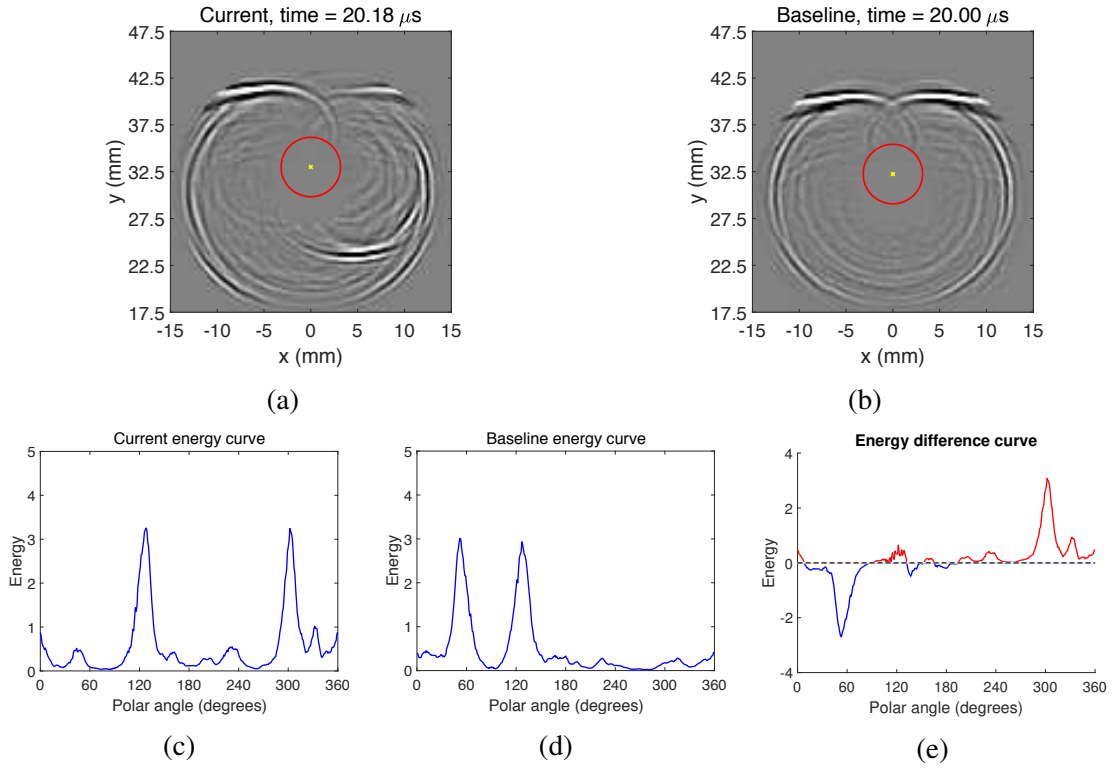 Current, time = 20.18 μs
47.5
42.5
37.5
32.5
27.5
22.5
17.5
y (mm)
-15 -10 -5 0 5 10 15
x (mm)
(a)
Baseline, time = 20.00 μs
47.5
42.5
37.5
32.5
27.5
22.5
17.5
y (mm)
-15 -10 -5 0 5 10 15
x (mm)
(b)
Current energy curve
5
4
3
2
1
0
Energy
0 60 120 180 240 300 360
Polar angle (degrees)
(c)
Baseline energy curve
5
4
3
2
1
0
Energy
0 60 120 180 240 300 360
Polar angle (degrees)
(d)
Energy difference curve
4
2
0
-2
-4
Energy
0 60 120 180 240 300 360
Polar angle (degrees)
(e)